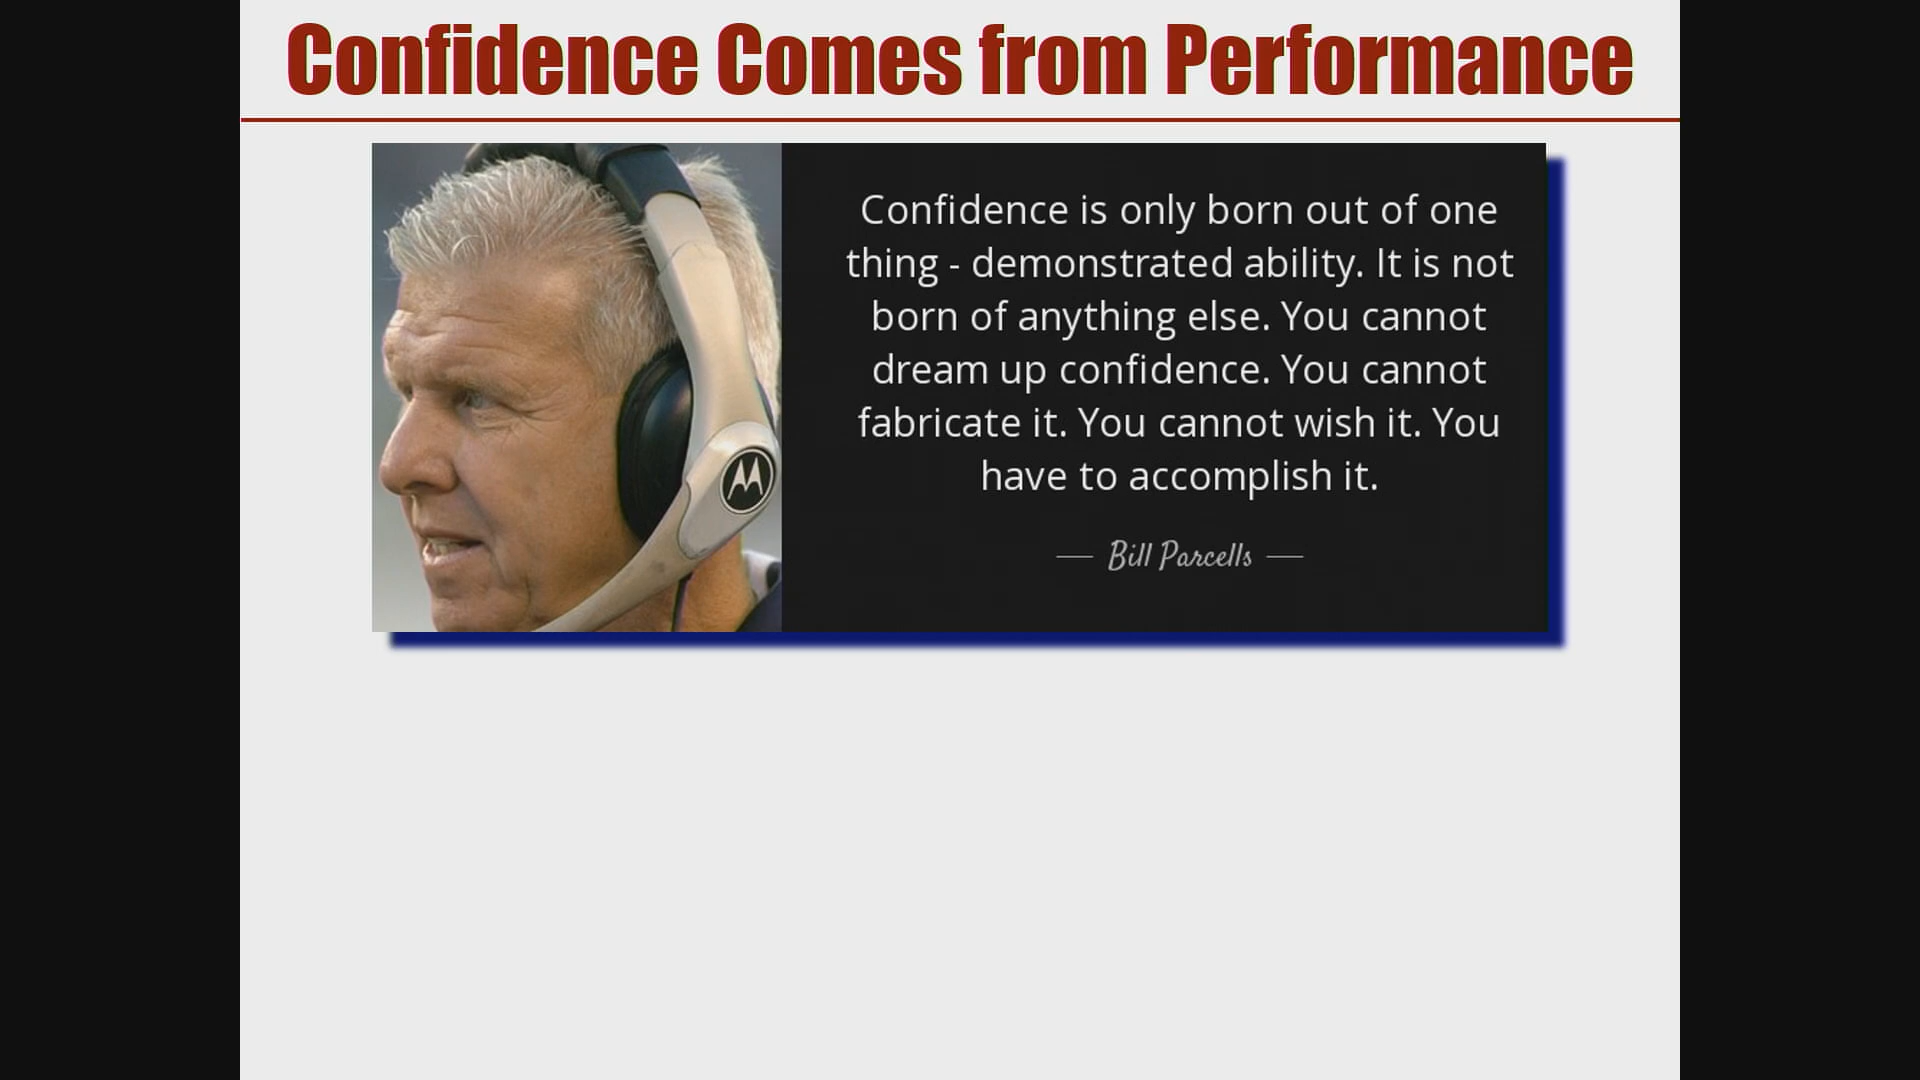 Confidence Comes from Performance
Confidence is only born out of one
thing - demonstrated ability. It is not
born of anything else. You cannot
dream up confidence. You cannot
fabricate it. You cannot wish it. You
have to accomplish it.
Bill Parcells